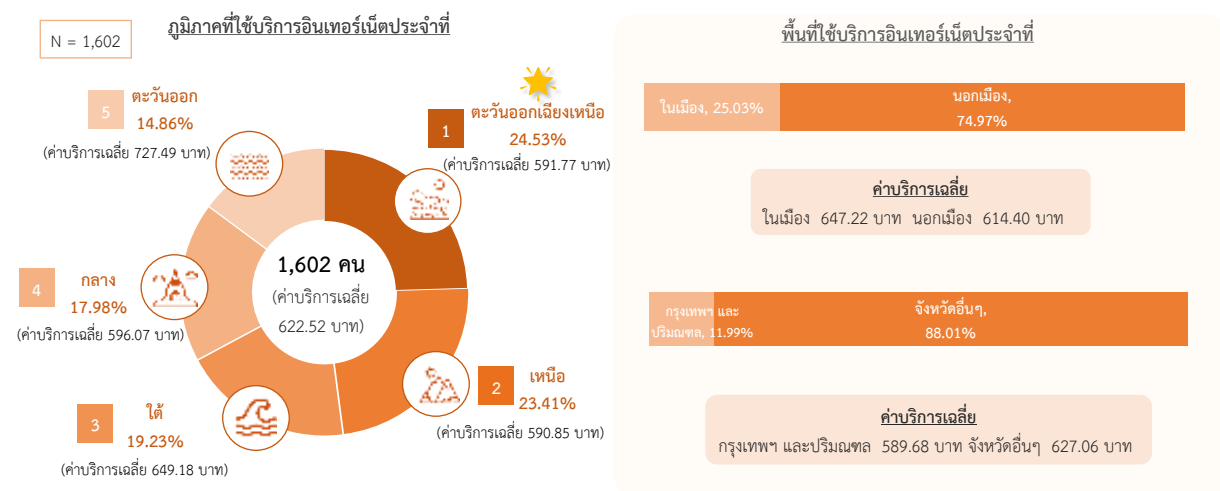 N = 1,602
ภูมิภาคที่ใช้บริการอินเทอร์เน็ตประจำที่
5
ตะวันออก
14.86%
(ค่าบริการเฉลี่ย 727.49 บาท)
1
ตะวันออกเฉียงเหนือ
24.53%
(ค่าบริการเฉลี่ย 591.77 บาท)
4
กลาง
17.98%
(ค่าบริการเฉลี่ย 596.07 บาท)
1,602 คน
(ค่าบริการเฉลี่ย
622.52 บาท)
2
เหนือ
23.41%
(ค่าบริการเฉลี่ย 590.85 บาท)
3
ใต้
19.23%
(ค่าบริการเฉลี่ย 649.18 บาท)
พื้นที่ใช้บริการอินเทอร์เน็ตประจำที่
ในเมือง, 25.03%
นอกเมือง,
74.97%
ค่าบริการเฉลี่ย
ในเมือง 647.22 บาท นอกเมือง 614.40 บาท
กรุงเทพฯ และ
ปริมณฑล, 11.99%
จังหวัดอื่นๆ,
88.01%
ค่าบริการเฉลี่ย
กรุงเทพฯ และปริมณฑล 589.68 บาท จังหวัดอื่นๆ 627.06 บาท